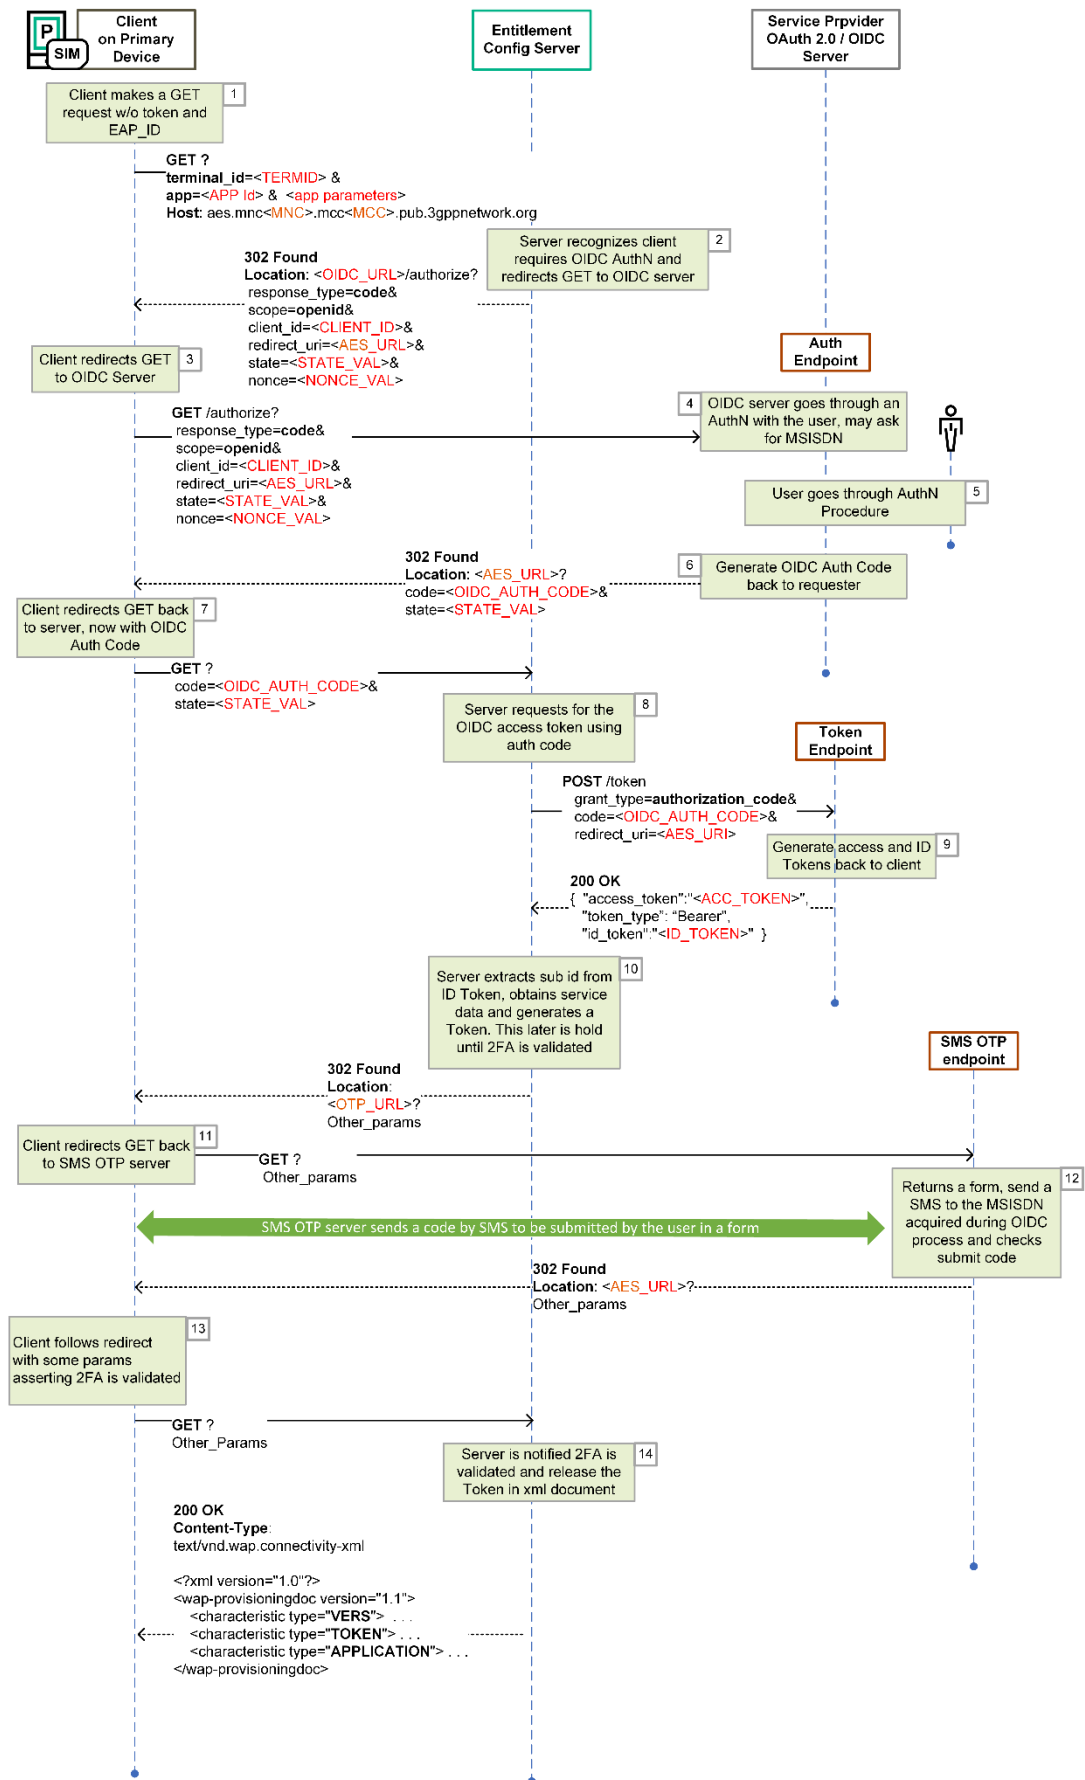 P
SIM
Client
on Primary
Device
Entitlement
Config Server
Service Prpvider
OAuth 2.0 / OIDC
Server
Client makes a GET
request w/o token and
EAP_ID
1
GET ?
terminal_id=<TERMID> &
app=<APP Id> & <app parameters>
Host: aes.mnc<MNC>.mcc<MCC>.pub.3gppnetwork.org
Server recognizes client
requires OIDC AuthN and
redirects GET to OIDC server
2
302 Found
Location: <OIDC_URL>/authorize?
response_type=code&
scope=openid&
client_id=<CLIENT_ID>&
redirect_uri=<AES_URL>&
state=<STATE_VAL>&
nonce=<NONCE_VAL>
Auth
Endpoint
Client redirects GET
to OIDC Server
3
GET /authorize?
response_type=code&
scope=openid&
client_id=<CLIENT_ID>&
redirect_uri=<AES_URL>&
state=<STATE_VAL>&
nonce=<NONCE_VAL>
4
OIDC server goes through an
AuthN with the user, may ask
for MSISDN
User goes through AuthN
Procedure
5
302 Found
Location: <AES_URL>?
code=<OIDC_AUTH_CODE>&
state=<STATE_VAL>
6
Generate OIDC Auth Code
back to requester
Client redirects GET back
to server, now with OIDC
Auth Code
7
GET ?
code=<OIDC_AUTH_CODE>&
state=<STATE_VAL>
Server requests for the
OIDC access token using
auth code
8
Token
Endpoint
POST /token
grant_type=authorization_code&
code=<OIDC_AUTH_CODE>&
redirect_uri=<AES_URI>
Generate access and ID
Tokens back to client
9
200 OK
{ "access_token":"<ACC_TOKEN>",
"token_type": "Bearer",
"id_token":"<ID_TOKEN>" }
Server extracts sub id from
ID Token, obtains service
data and generates a
Token. This later is hold
until 2FA is validated
10
SMS OTP
endpoint
302 Found
Location:
<OTP_URL>?
Other_params
Client redirects GET back
to SMS OTP server
11
GET ?
Other_params
Returns a form, send a
SMS to the MSISDN
acquired during OIDC
process and checks
submit code
12
SMS OTP server sends a code by SMS to be submitted by the user in a form
302 Found
Location: <AES_URL>?
Other_params
Client follows redirect
with some params
asserting 2FA is validated
13
GET ?
Other_Params
Server is notified 2FA is
validated and release the
Token in xml document
14
200 OK
Content-Type:
text/vnd.wap.connectivity-xml
<?xml version="1.0"?>
<wap-provisioningdoc version="1.1">
<characteristic type="VERS"> . . .
<characteristic type="TOKEN"> . . .
<characteristic type="APPLICATION"> . . .
</wap-provisioningdoc>